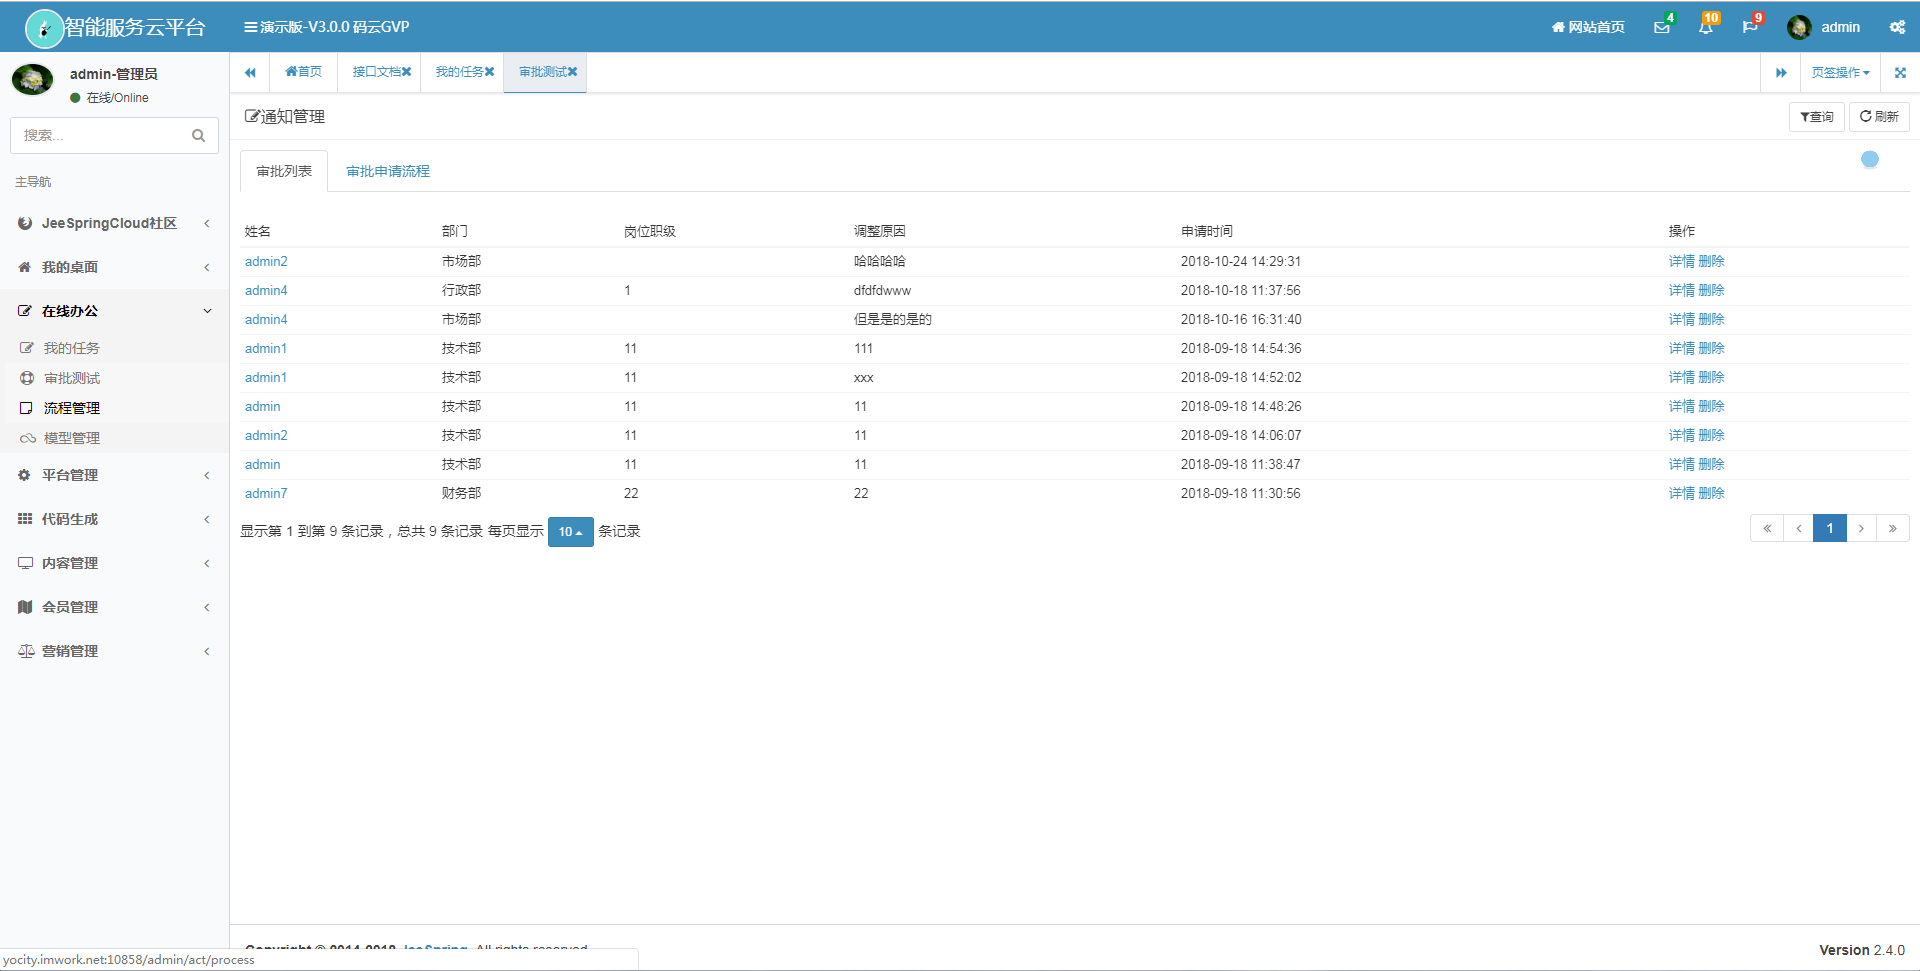 智能服务云平台 演示版-V3.0.0 码云GVP 网站首页 4 10 9 admin
admin-管理员
在线/Online
搜索...
主导航
JeeSpringCloud社区
我的桌面
在线办公
我的任务
审批测试
流程管理
模型管理
平台管理
代码生成
内容管理
会员管理
营销管理
首页 接口文档 我的任务 审批测试 页签操作
通知管理 查询 刷新
审批列表 审批申请流程
姓名 部门 岗位职级 调整原因 申请时间 操作
admin2 市场部 哈哈哈哈 2018-10-24 14:29:31 详情 删除
admin4 行政部 1 dfdfdwww 2018-10-18 11:37:56 详情 删除
admin4 市场部 但是是的是的 2018-10-16 16:31:40 详情 删除
admin1 技术部 11 111 2018-09-18 14:54:36 详情 删除
admin1 技术部 11 xxx 2018-09-18 14:52:02 详情 删除
admin 技术部 11 11 2018-09-18 14:48:26 详情 删除
admin2 技术部 11 11 2018-09-18 14:06:07 详情 删除
admin 技术部 11 11 2018-09-18 11:38:47 详情 删除
admin7 财务部 22 22 2018-09-18 11:30:56 详情 删除
显示第 1 到第 9 条记录，总共 9 条记录 每页显示 10 条记录 « ‹ 1 › »
Copyright © 2014-2018 JeeSpring. All rights reserved. Version 2.4.0
yocity.imwork.net:10858/admin/act/process